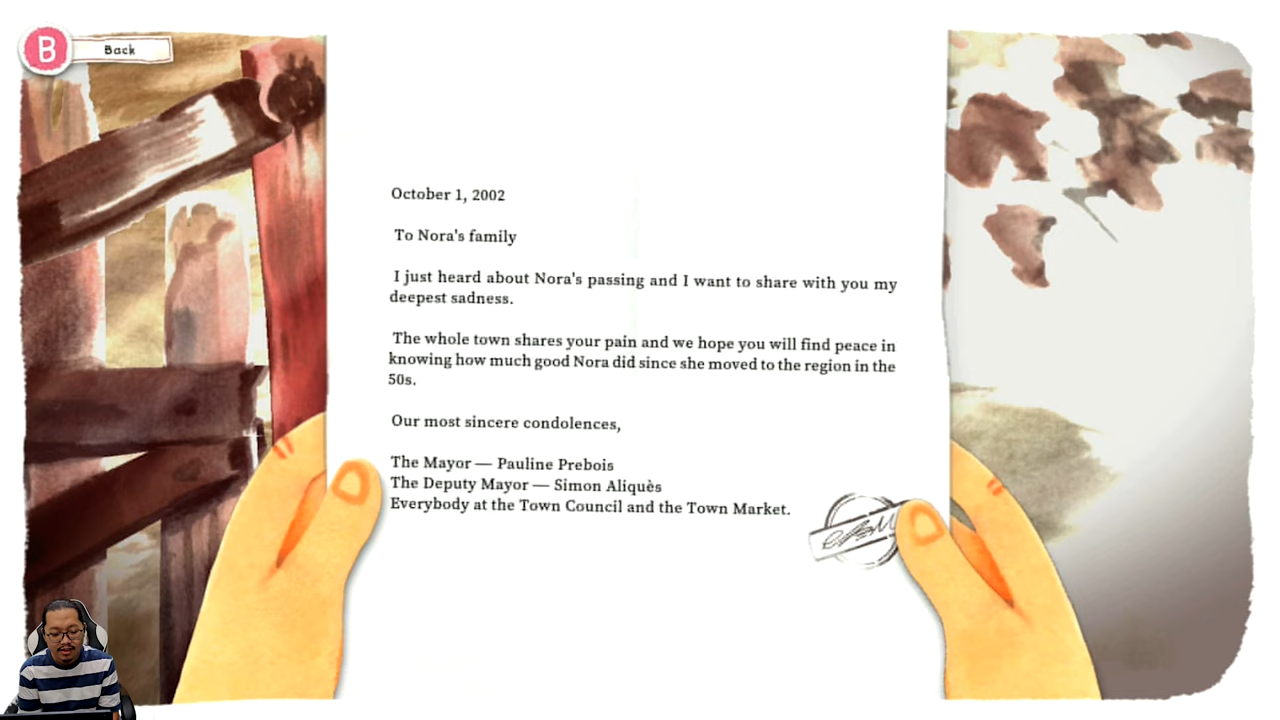 B Back
October 1, 2002
To Nora's family
I just heard about Nora's passing and I want to share with you my
deepest sadness.
The whole town shares your pain and we hope you will find peace in
knowing how much good Nora did since she moved to the region in the
50s.
Our most sincere condolences,
The Mayor — Pauline Prebois
The Deputy Mayor — Simon Aliquès
Everybody at the Town Council and the Town Market.